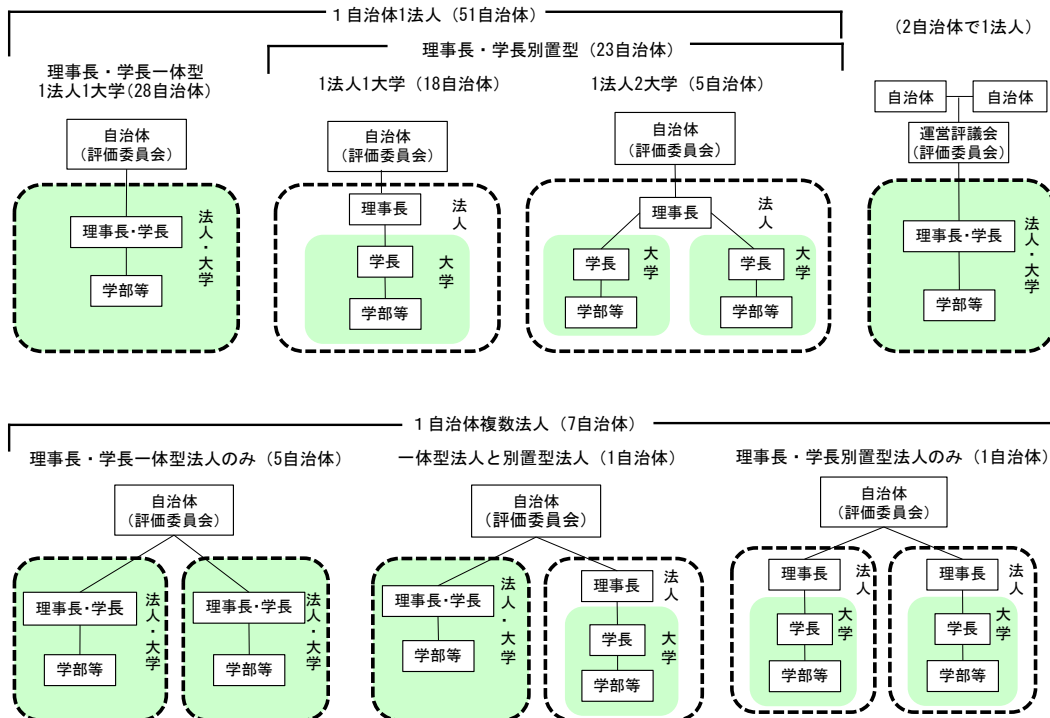 １自治体1法人（51自治体）
理事長・学長別置型（23自治体）
（2自治体で1法人）
理事長・学長一体型
1法人1大学（28自治体）
1法人1大学（18自治体）
1法人2大学（5自治体）
自治体
（評価委員会）
理事長・学長
学部等
法人・大学
自治体
（評価委員会）
理事長
法人
学長
大学
学部等
自治体
（評価委員会）
理事長
法人
学長
大学
学部等
学長
大学
学部等
自治体
自治体
運営評議会
（評価委員会）
理事長・学長
学部等
法人・大学
１自治体複数法人（7自治体）
理事長・学長一体型法人のみ（5自治体）
一体型法人と別置型法人（1自治体）
理事長・学長別置型法人のみ（1自治体）
自治体
（評価委員会）
理事長・学長
学部等
法人・大学
理事長・学長
学部等
法人・大学
自治体
（評価委員会）
理事長・学長
学部等
法人・大学
理事長
法人
学長
大学
学部等
自治体
（評価委員会）
理事長
法人
学長
大学
学部等
理事長
法人
学長
大学
学部等